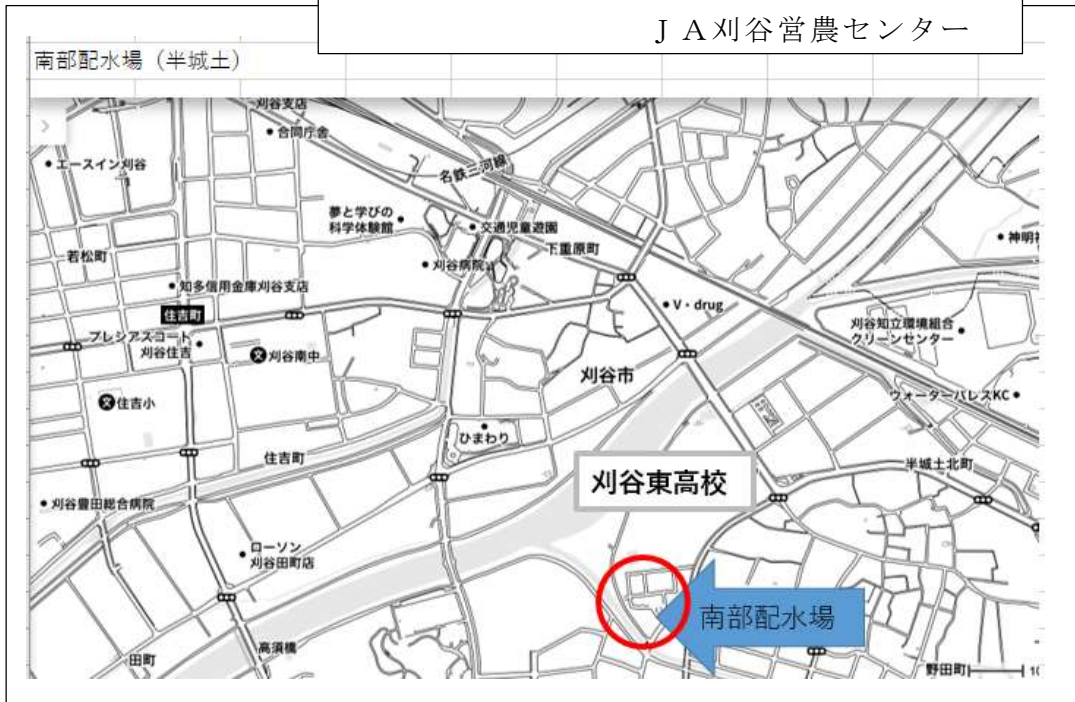 ＪＡ刈谷営農センター
南部配水場（半城土）
刈谷支店
合同庁舎
エースイン刈谷
名鉄三河線
夢と学びの
科学体験館
交通児童遊園
若松町
下重原町
刈谷病院
知多信用金庫刈谷支店
V・drug
住吉町
刈谷知立環境組合
クリーンセンター
プレシアスコート
刈谷住吉
文 刈谷南中
刈谷市
ウォーターパレスKC
文 住吉小
ひまわり
住吉町
半城土北町
刈谷東高校
刈谷豊田総合病院
ローソン
刈谷田町店
南部配水場
高須橋
田町
野田町